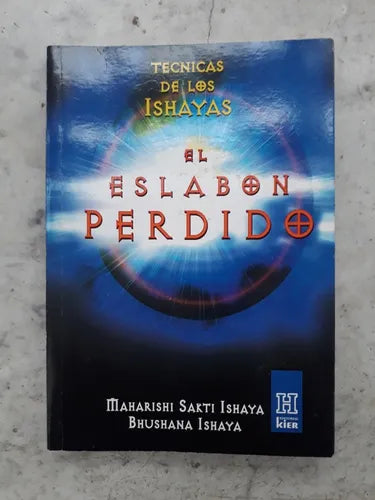 TECNICAS
DE LOS
ISHAYAS
EL
ESLABON
PERDIDO
MAHARISHI SAKTI ISHAYA
BHUSHANA ISHAYA
H
kier